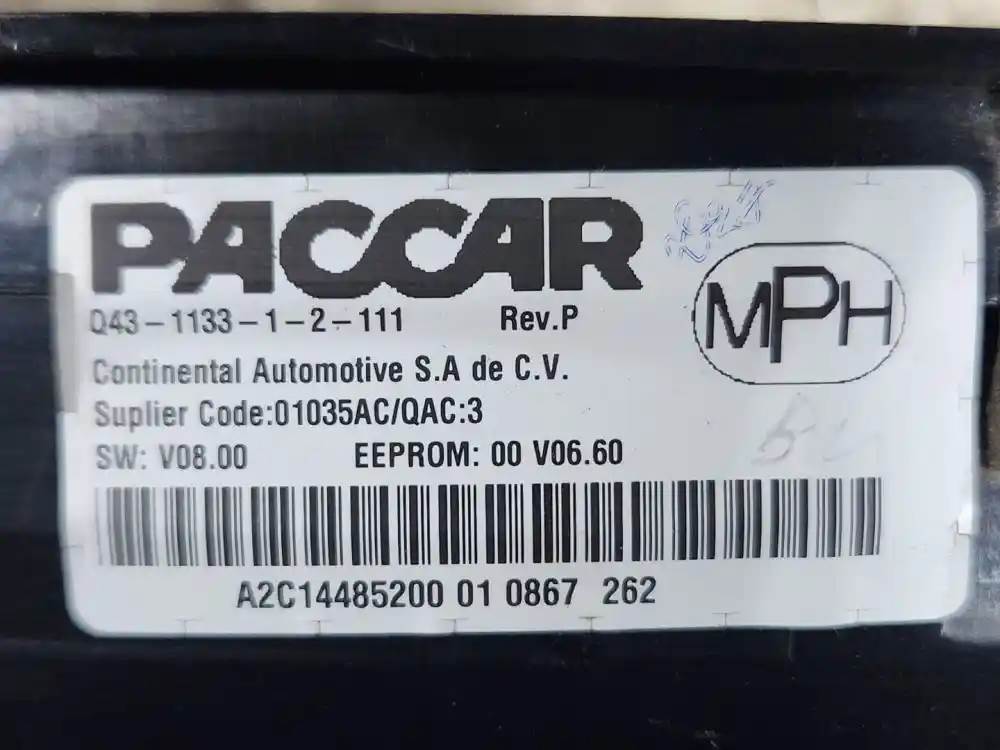 PACCAR
MPH
Q43-1133-1-2-111 Rev.P
Continental Automotive S.A de C.V.
Suplier Code:01035AC/QAC:3
SW: V08.00 EEPROM: 00 V06.60
A2C14485200 01 0867 262